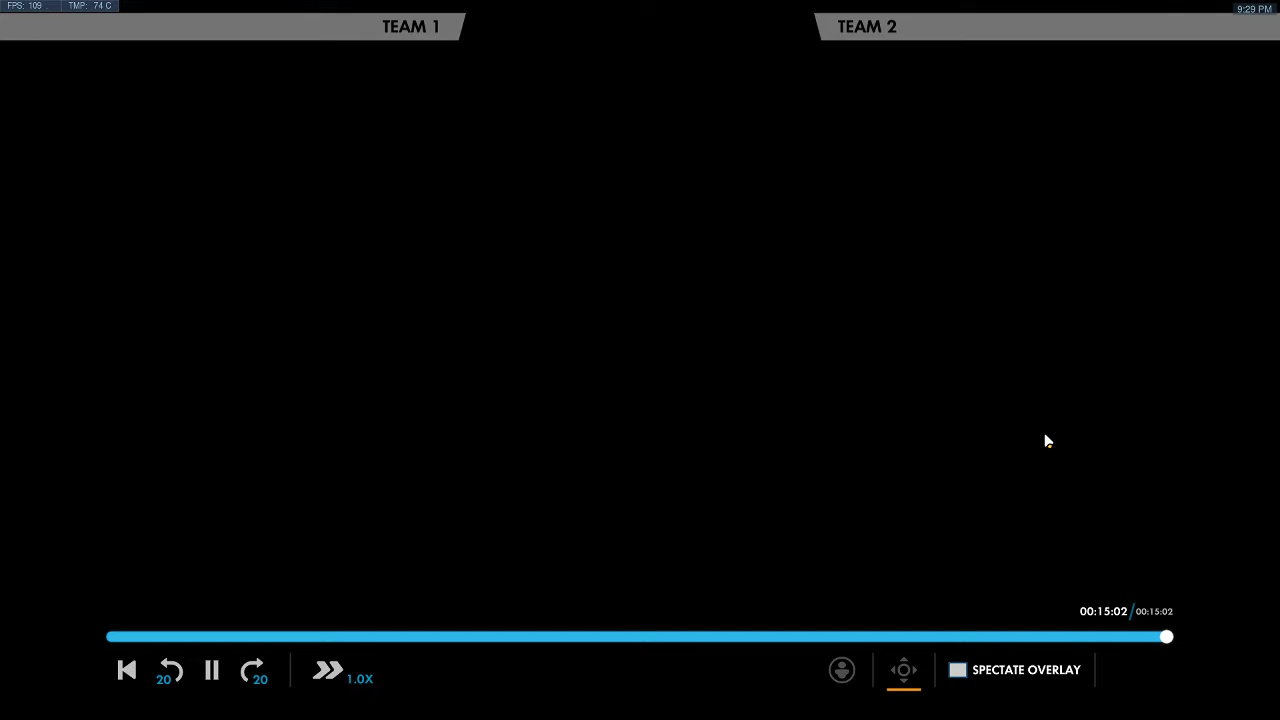 FPS: 109
TMP: 74 C
9:29 PM
TEAM 1
TEAM 2
00:15:02/00:15:02
20
20
1.0X
SPECTATE OVERLAY